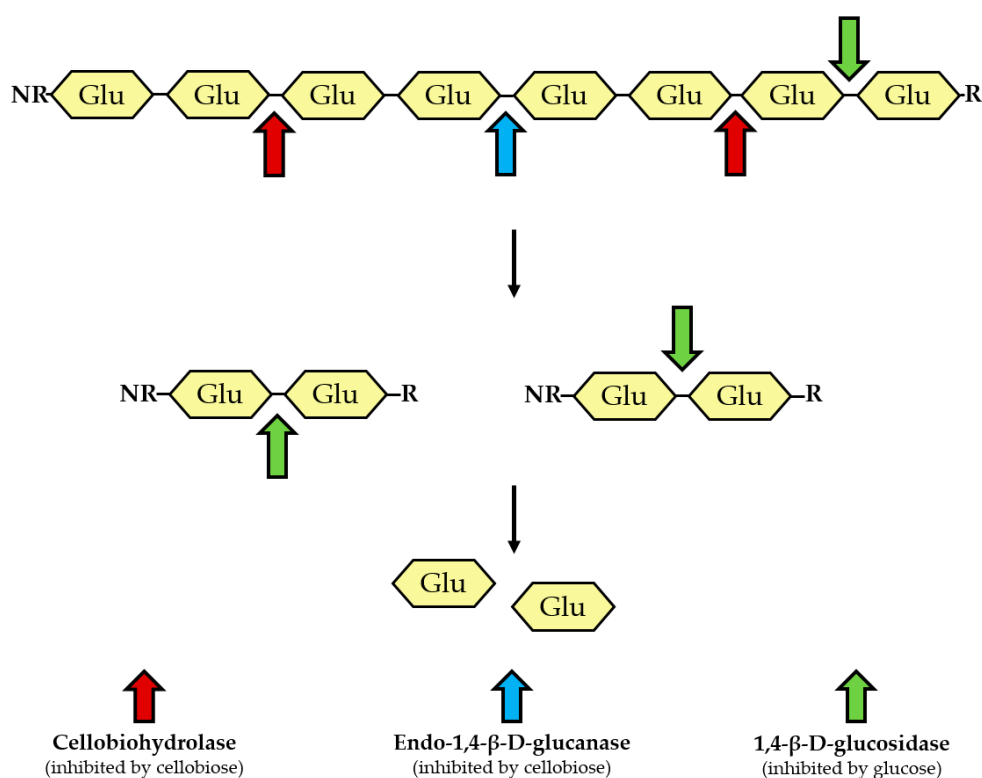 NR Glu Glu Glu Glu Glu Glu Glu Glu R
NR Glu Glu R NR Glu Glu R
Glu
Glu
Cellobiohydrolase Endo-1,4-β-D-glucanase 1,4-β-D-glucosidase
(inhibited by cellobiose) (inhibited by cellobiose) (inhibited by glucose)